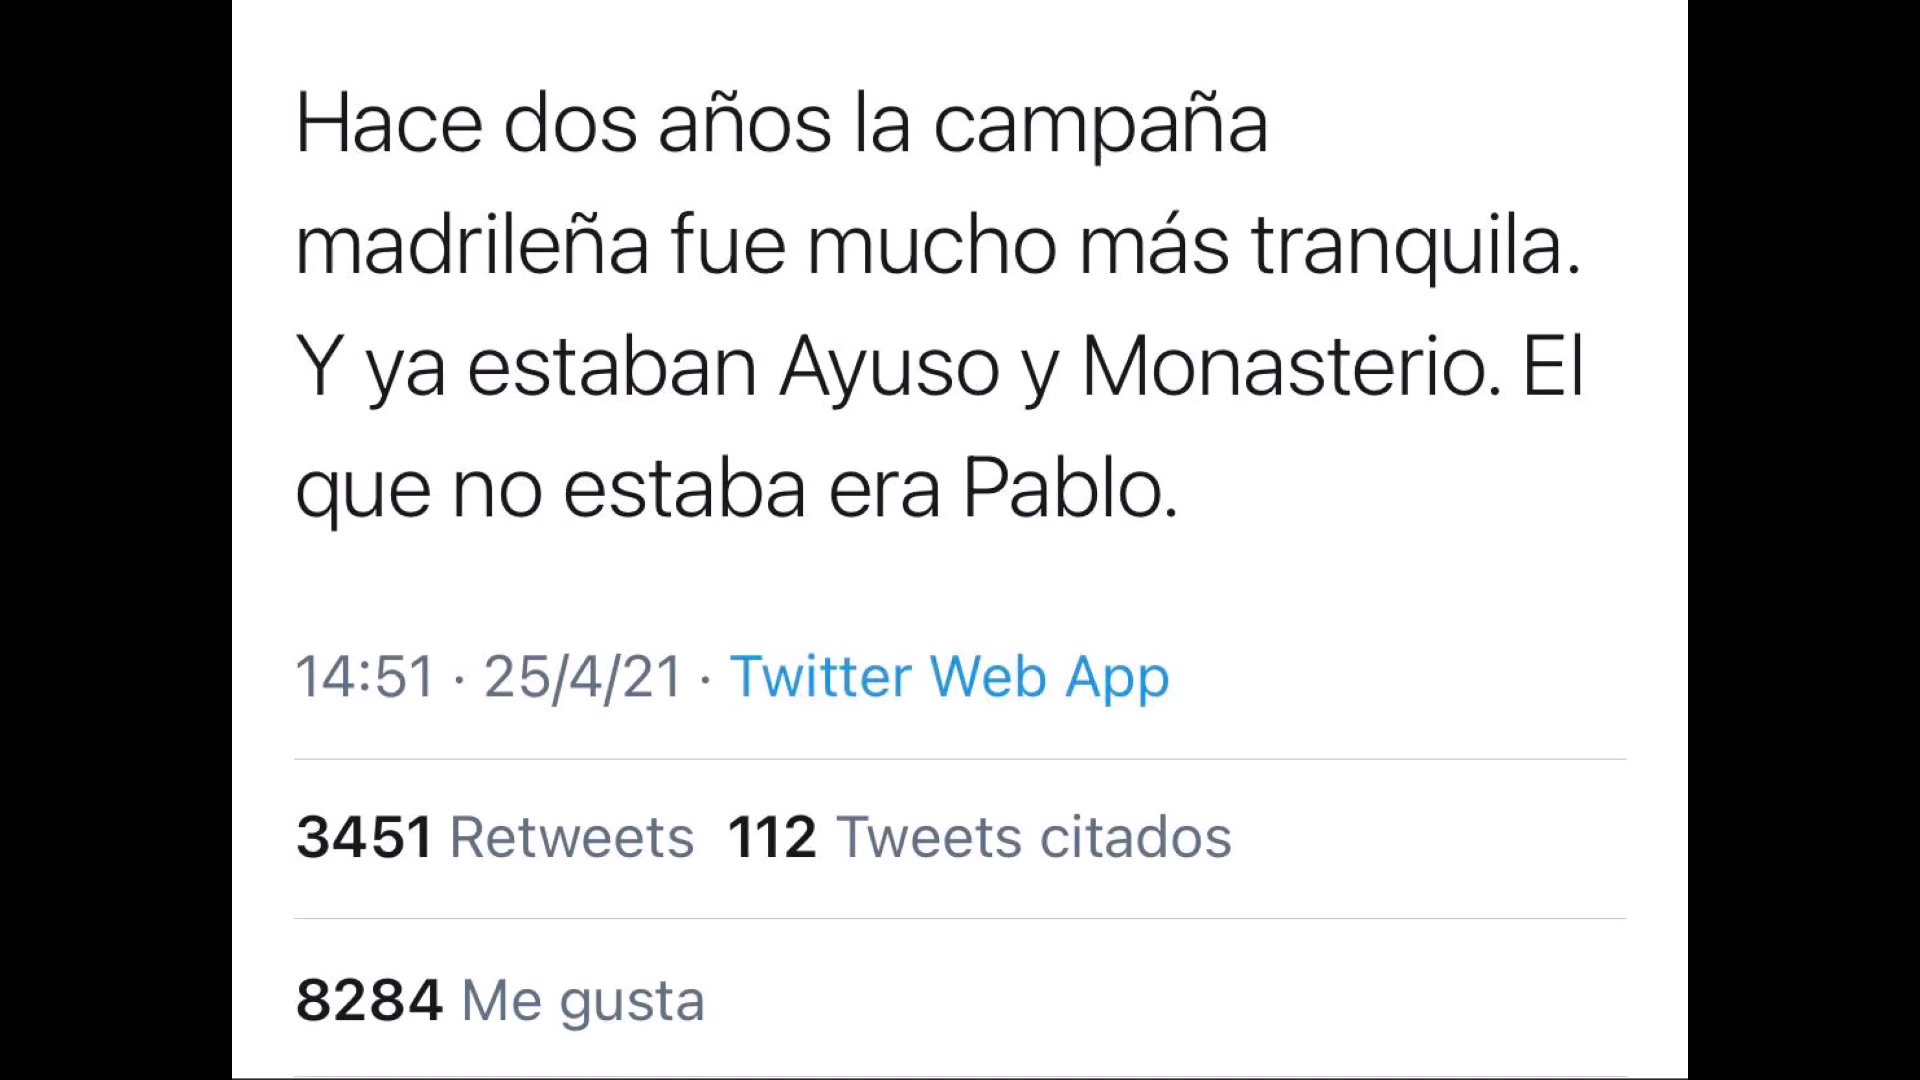 Hace dos años la campaña
madrileña fue mucho más tranquila.
Y ya estaban Ayuso y Monasterio. El
que no estaba era Pablo.
14:51 · 25/4/21 · Twitter Web App
3451 Retweets 112 Tweets citados
8284 Me gusta